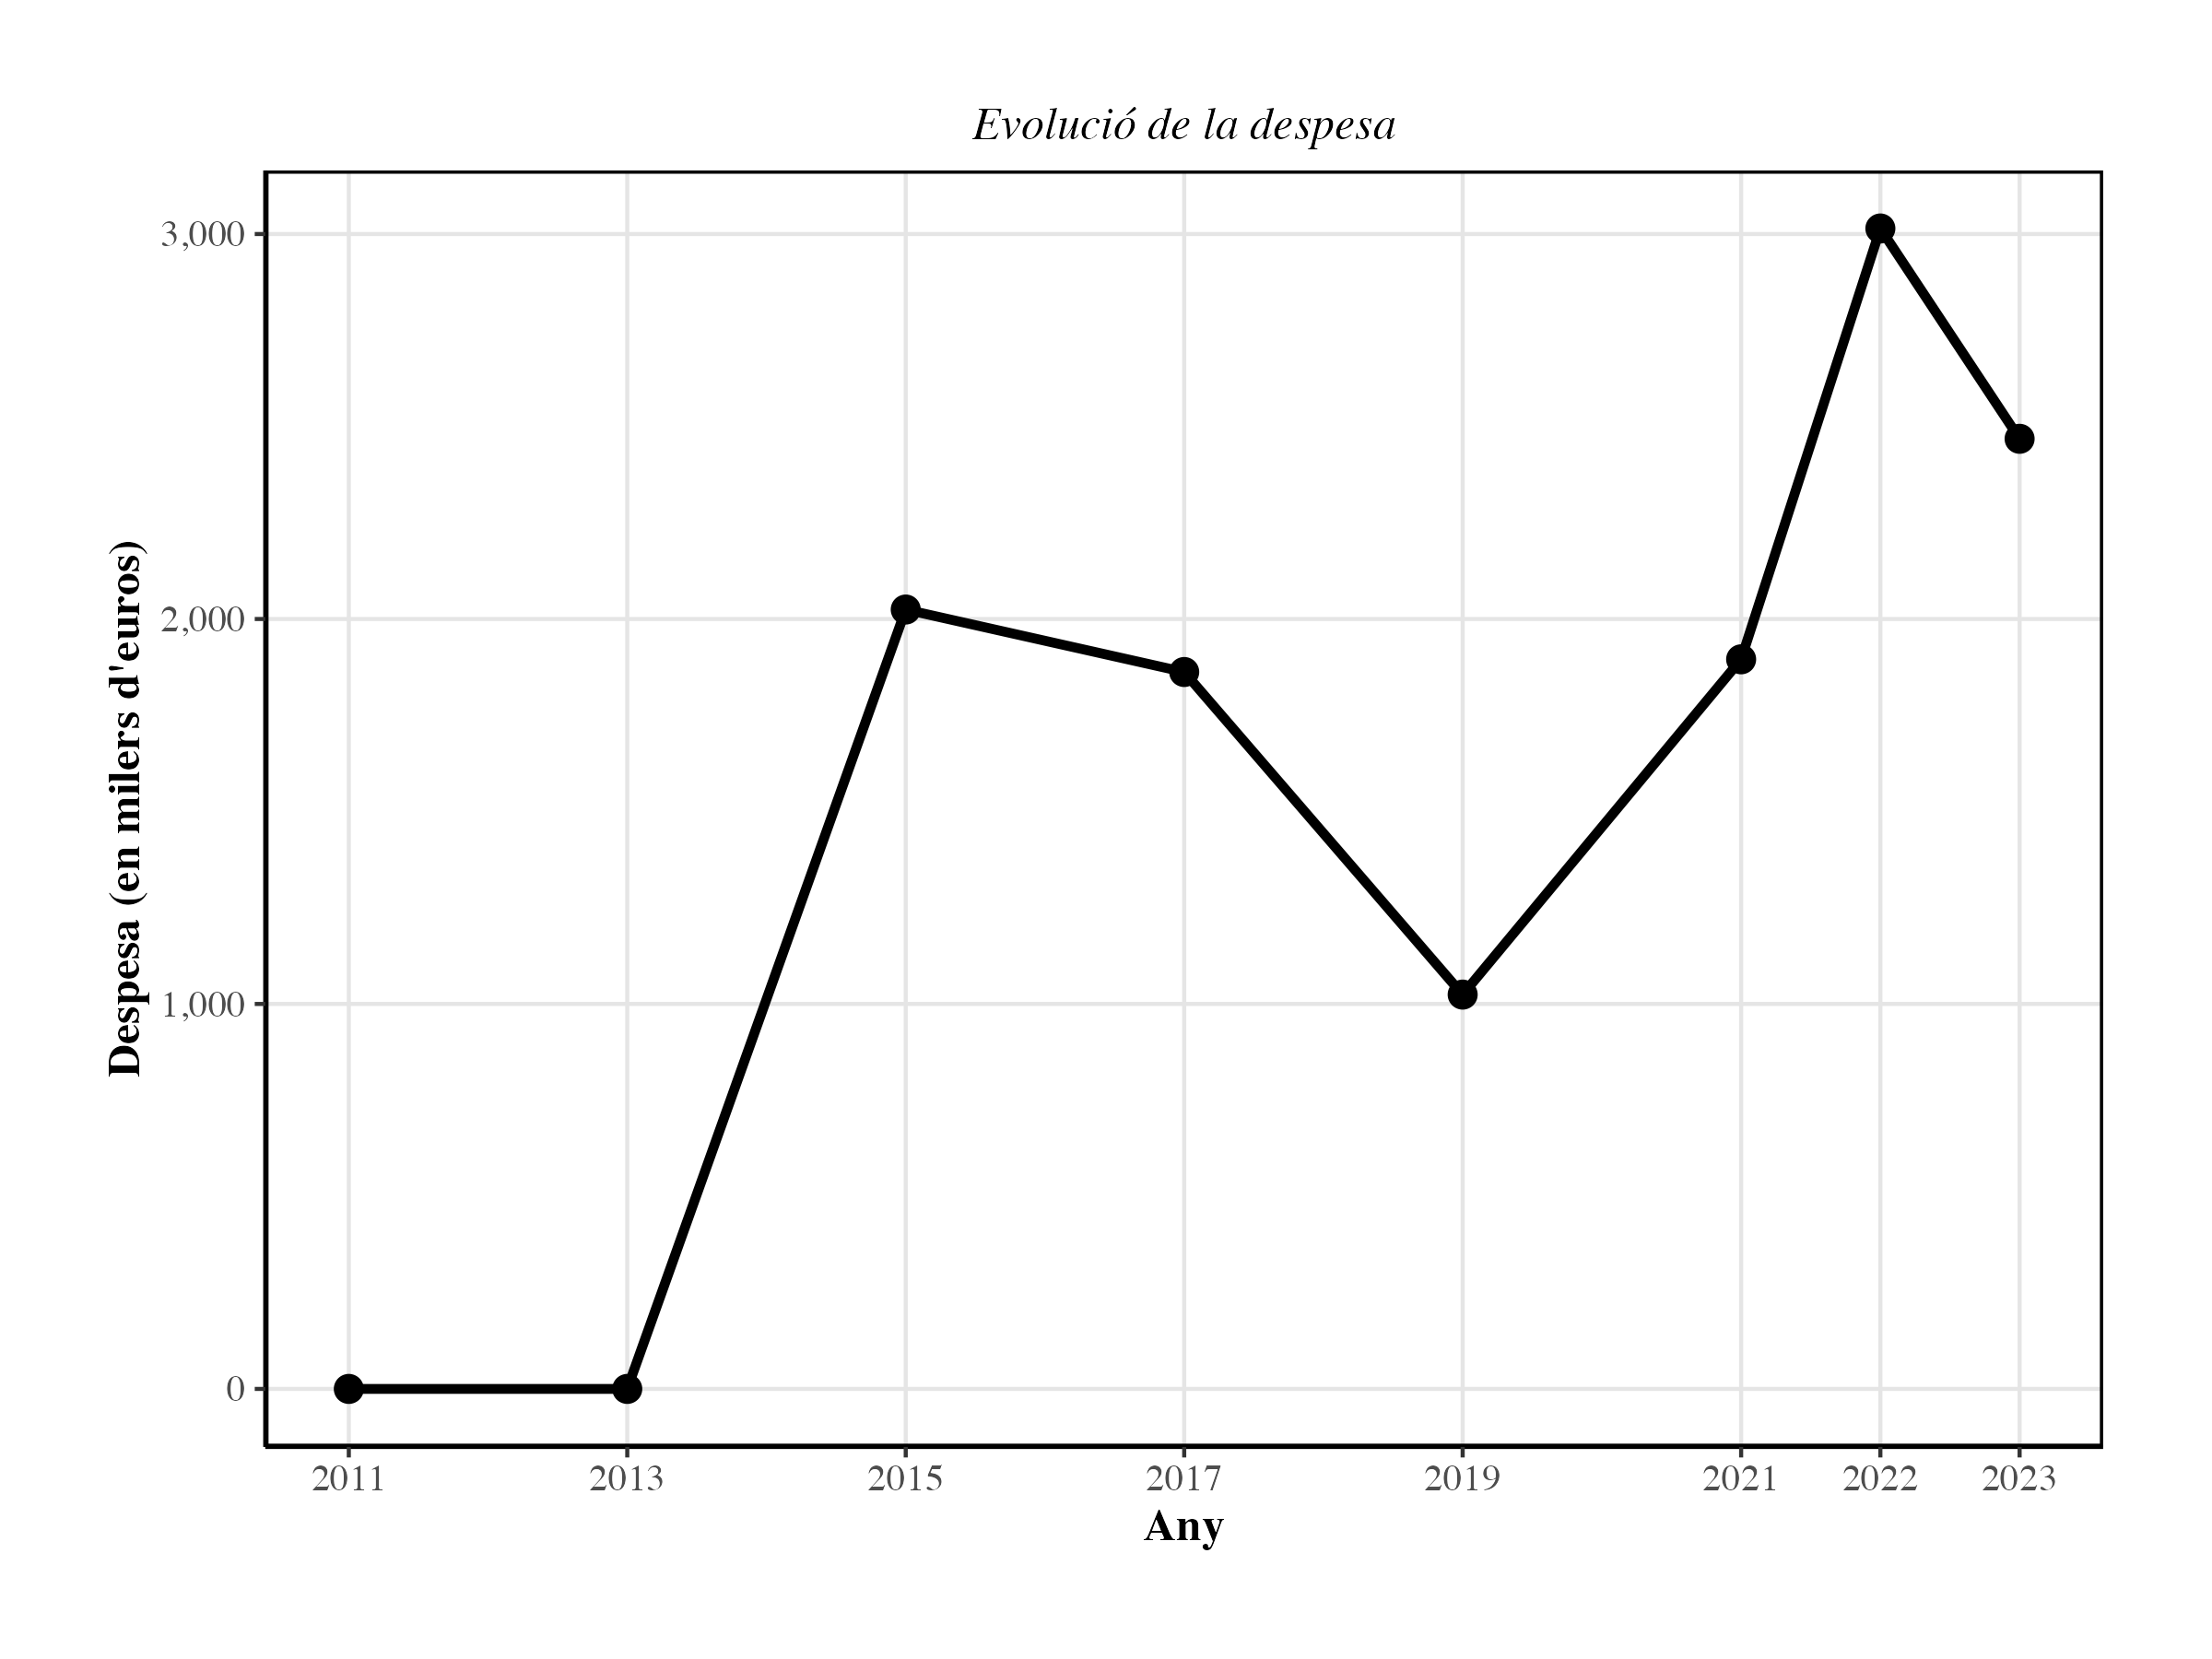 Evolució de la despesa
Despesa (en milers d'euros)
3,000
2,000
1,000
0
2011 2013 2015 2017 2019 2021 2022 2023
Any